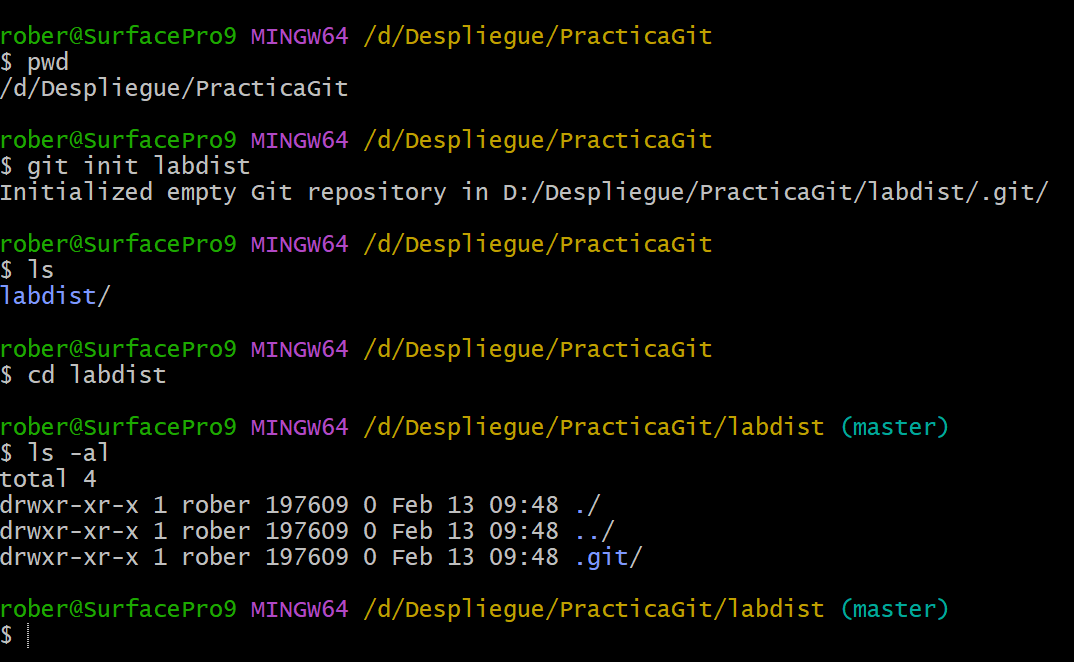 rober@SurfacePro9 MINGW64 /d/Despliegue/PracticaGit
$ pwd
/d/Despliegue/PracticaGit
rober@SurfacePro9 MINGW64 /d/Despliegue/PracticaGit
$ git init labdist
Initialized empty Git repository in D:/Despliegue/PracticaGit/labdist/.git/
rober@SurfacePro9 MINGW64 /d/Despliegue/PracticaGit
$ ls
labdist/
rober@SurfacePro9 MINGW64 /d/Despliegue/PracticaGit
$ cd labdist
rober@SurfacePro9 MINGW64 /d/Despliegue/PracticaGit/labdist (master)
$ ls -al
total 4
drwxr-xr-x 1 rober 197609 0 Feb 13 09:48 ./
drwxr-xr-x 1 rober 197609 0 Feb 13 09:48 ../
drwxr-xr-x 1 rober 197609 0 Feb 13 09:48 .git/
rober@SurfacePro9 MINGW64 /d/Despliegue/PracticaGit/labdist (master)
$